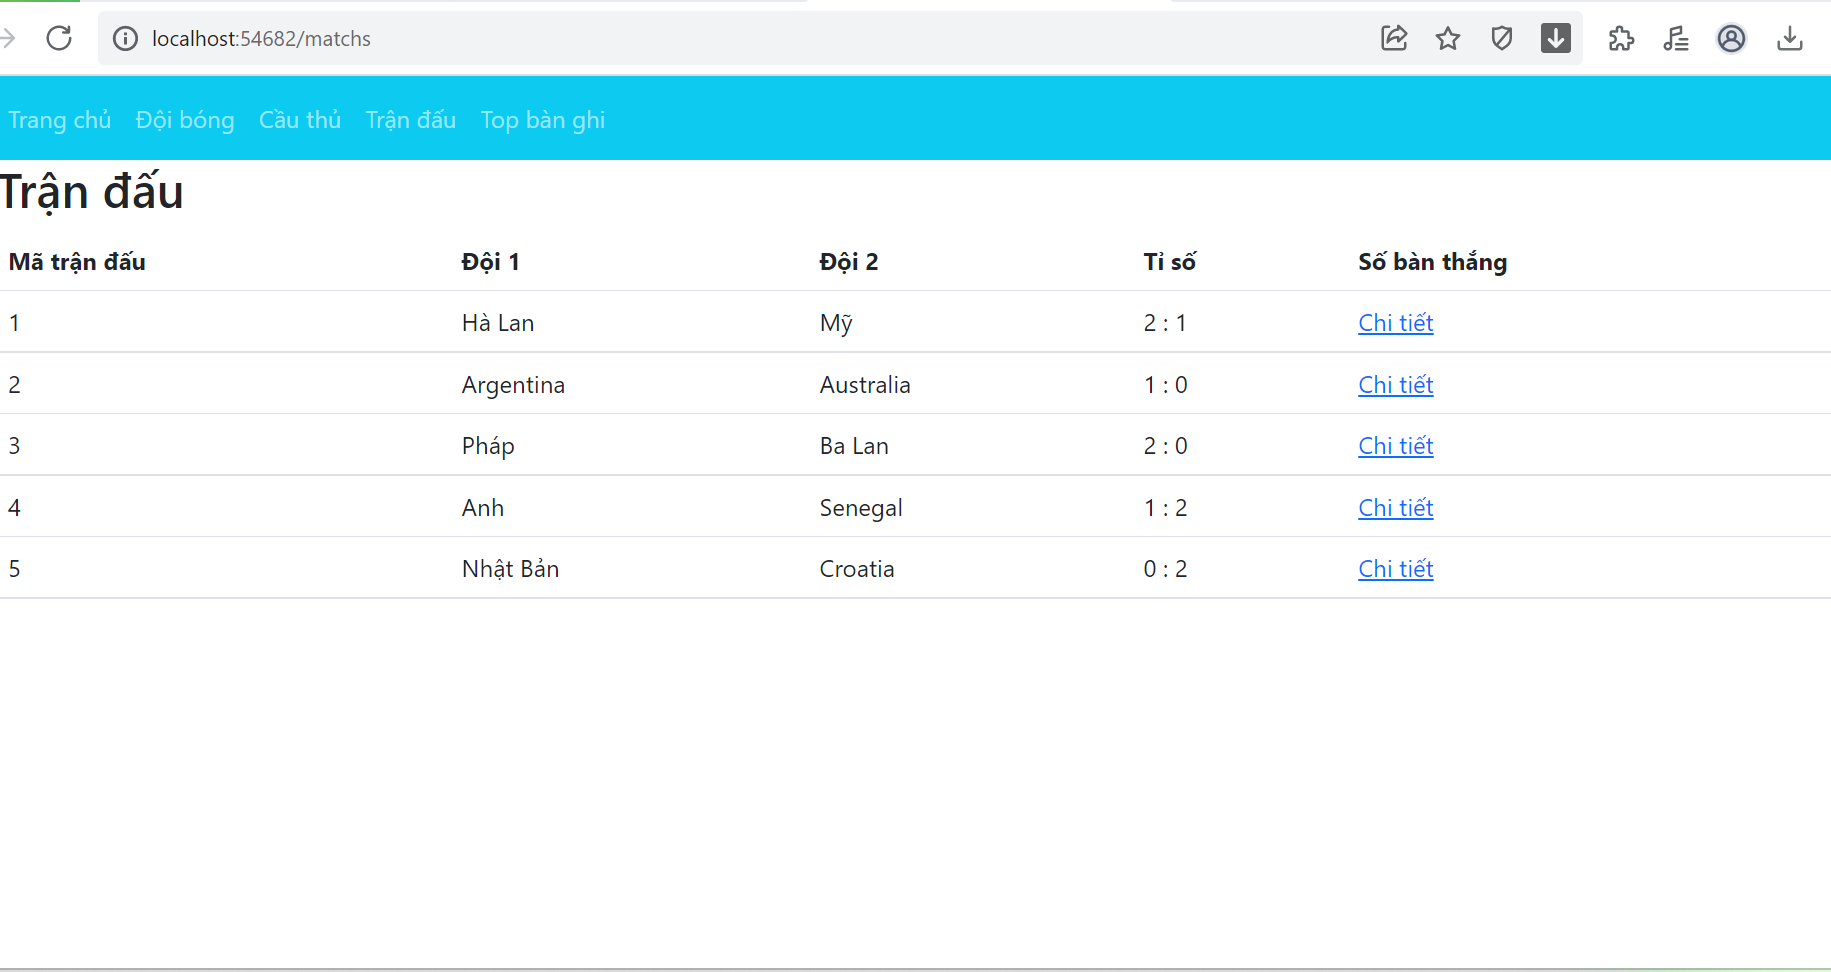 localhost:54682/matchs
Trang chủ Đội bóng Cầu thủ Trận đấu Top bàn ghi
Trận đấu
Mã trận đấu Đội 1 Đội 2 Tỉ số Số bàn thắng
1 Hà Lan Mỹ 2 : 1 Chi tiết
2 Argentina Australia 1 : 0 Chi tiết
3 Pháp Ba Lan 2 : 0 Chi tiết
4 Anh Senegal 1 : 2 Chi tiết
5 Nhật Bản Croatia 0 : 2 Chi tiết